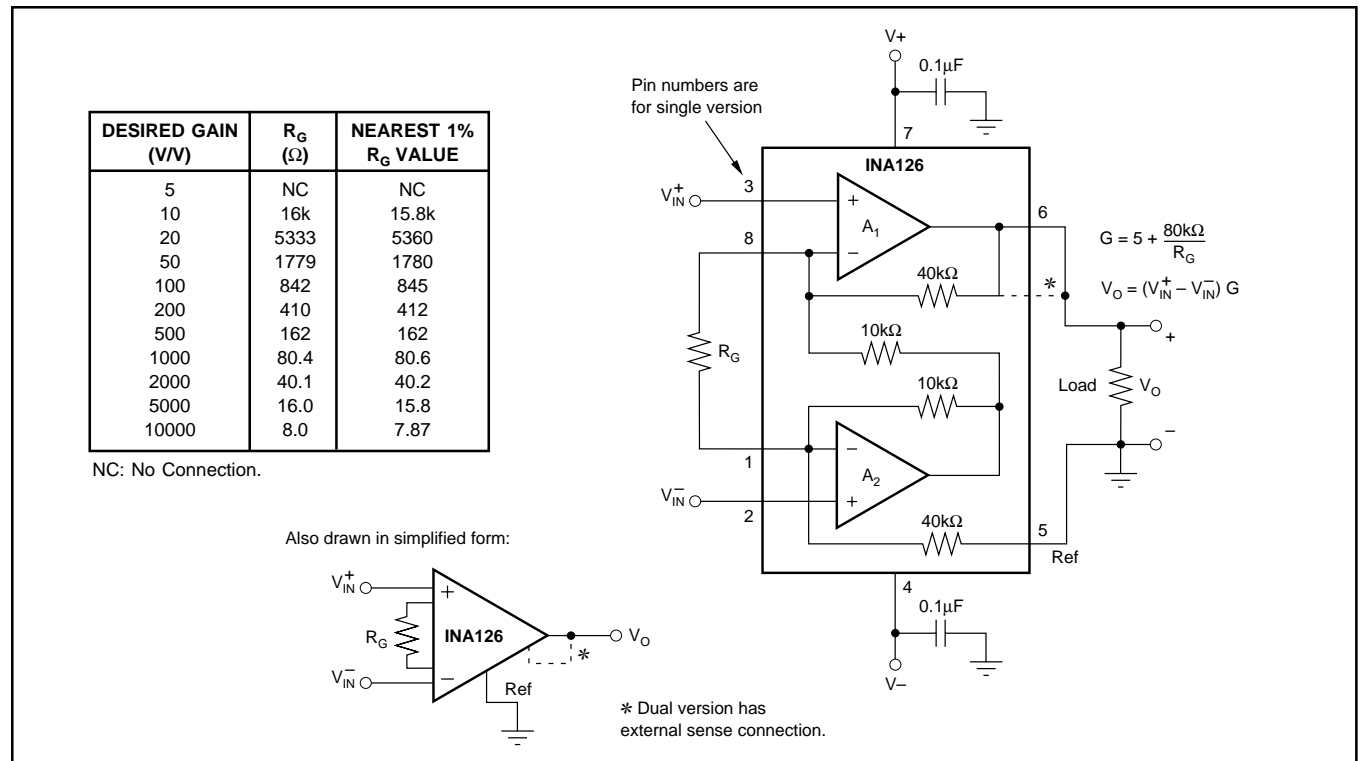 DESIRED GAIN (V/V) R_G (Ω) NEAREST 1% R_G VALUE
5 NC NC
10 16k 15.8k
20 5333 5360
50 1779 1780
100 842 845
200 410 412
500 162 162
1000 80.4 80.6
2000 40.1 40.2
5000 16.0 15.8
10000 8.0 7.87
NC: No Connection.
Pin numbers are
for single version
V+
0.1µF
7
INA126
3
V_IN^+
+
A_1
6
8
−
40kΩ
*
G = 5 + 80kΩ/R_G
V_O = (V_IN^+ – V_IN^–) G
10kΩ
R_G
10kΩ
+
Load
V_O
–
1
−
A_2
V_IN^–
+
2
40kΩ
5
Ref
4
0.1µF
V–
Also drawn in simplified form:
V_IN^+
+
R_G
INA126
V_O
*
V_IN^–
−
Ref
* Dual version has
external sense connection.